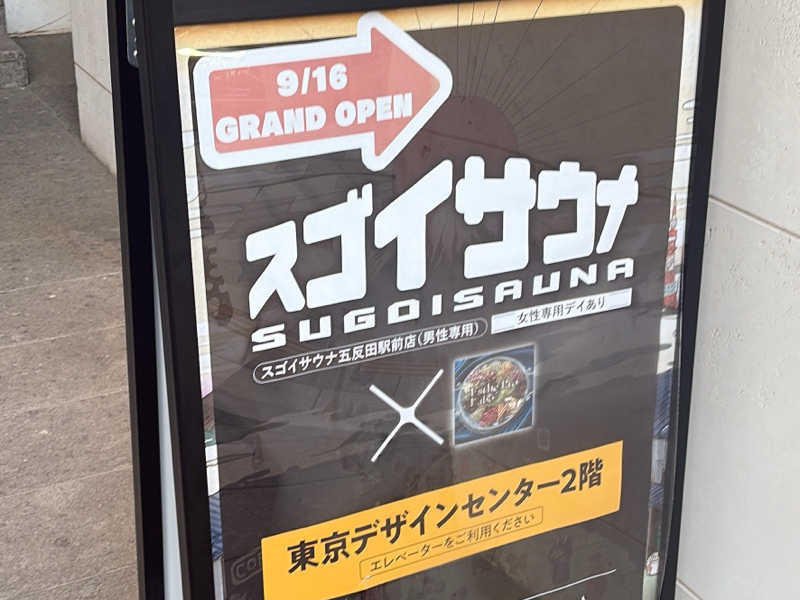 9/16
GRAND OPEN
スゴイサウナ
SUGOISAUNA
女性専用デイあり
スゴイサウナ五反田駅前店(男性専用)
東京デザインセンター2階
エレベーターをご利用ください